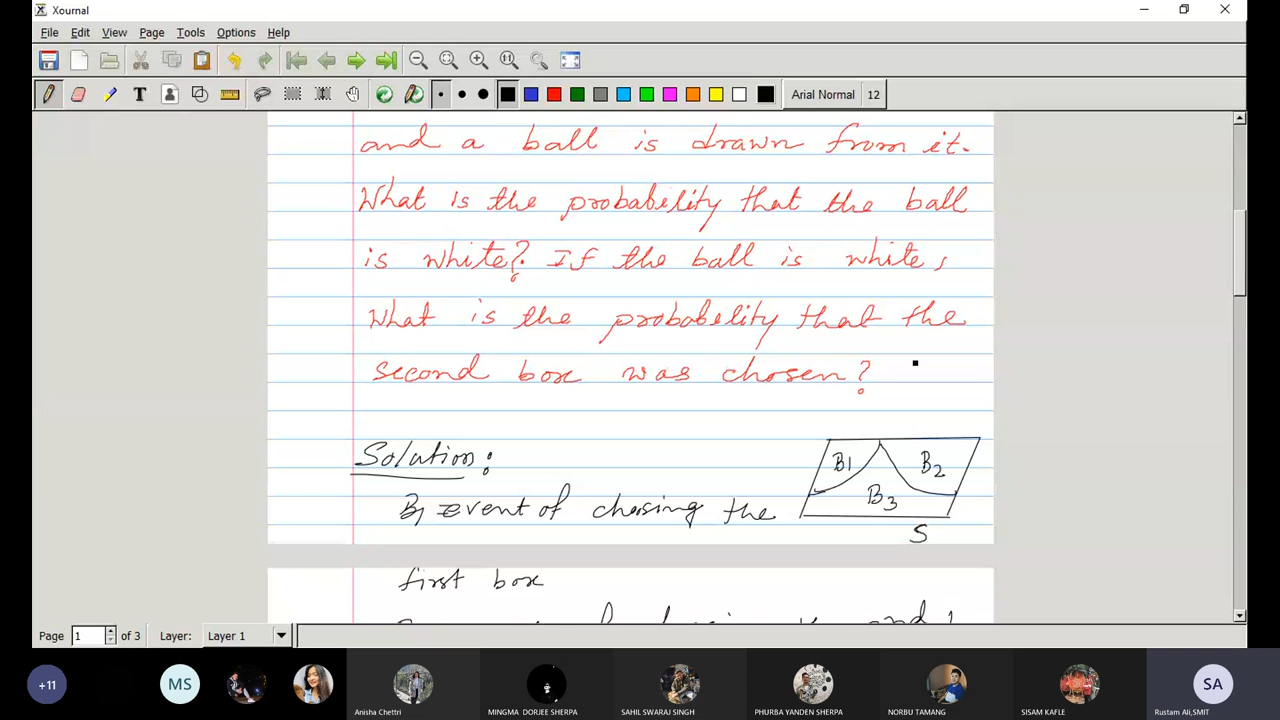 Xournal
File Edit View Page Tools Options Help
Arial Normal 12
and a ball is drawn from it.
What is the probability that the ball
is white? If the ball is white,
what is the probability that the
second box was chosen?
Solution:
B1 B2 B3
S
B1 = event of chosing the
first box
Page 1 of 3 Layer: Layer 1
+11 MS SA
Anisha Chettri MINGMA DORJEE SHERPA SAHIL SWARAJ SINGH PHURBA YANDEN SHERPA NORBU TAMANG SISAM KAFLE Rustam Ali,SMIT